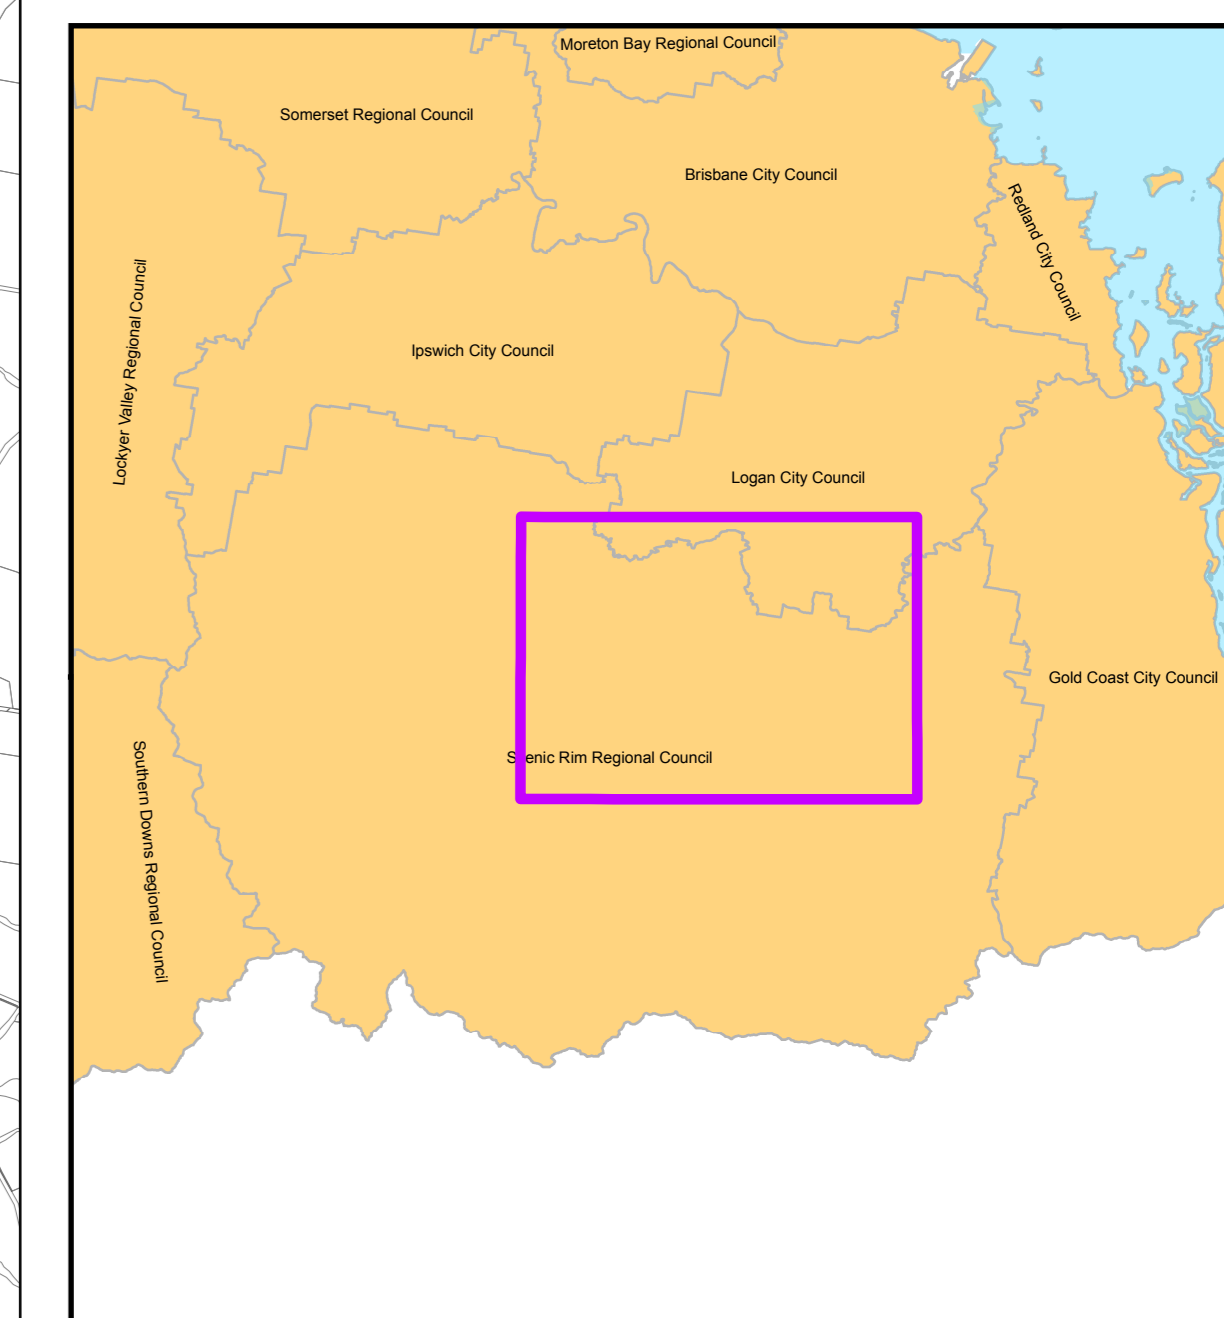 Moreton Bay Regional Council
Somerset Regional Council
Brisbane City Council
Redland City Council
Lockyer Valley Regional Council
Ipswich City Council
Logan City Council
Gold Coast City Council
Scenic Rim Regional Council
Southern Downs Regional Council